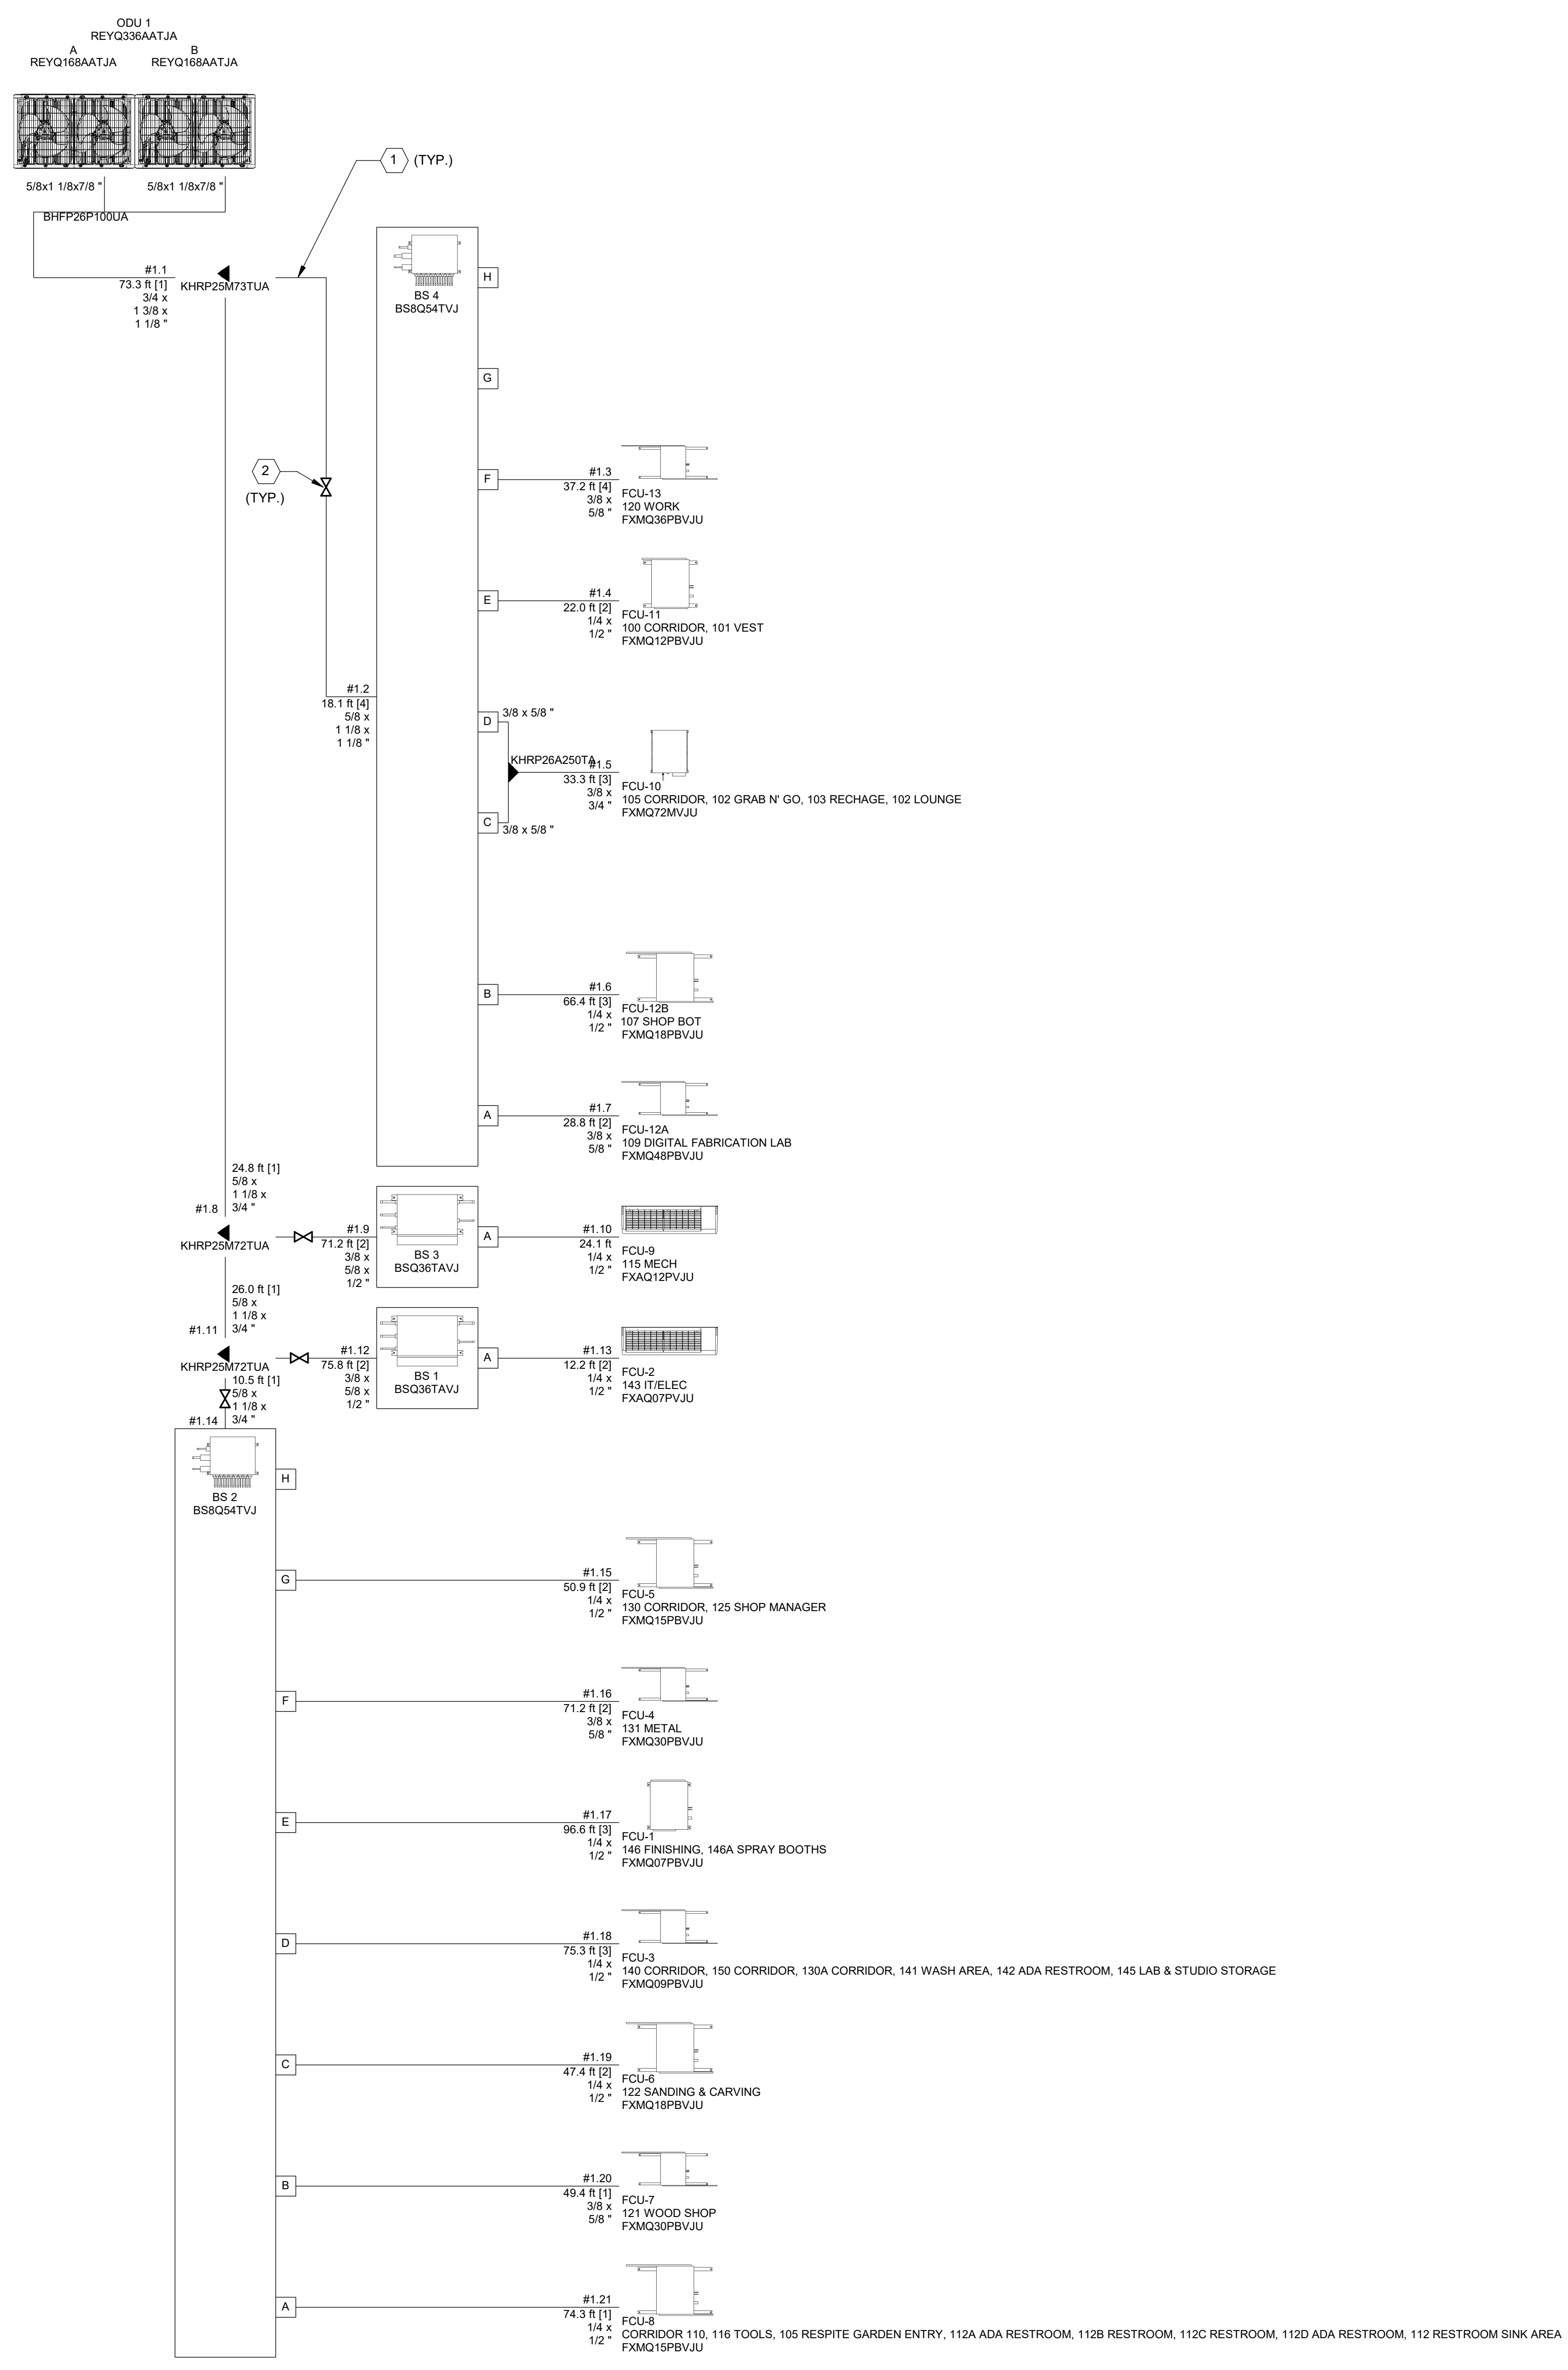 ODU 1
REYQ336AATJA
A
REYQ168AATJA
B
REYQ168AATJA
5/8x1 1/8x7/8 "
5/8x1 1/8x7/8 "
BHFP26P100UA
1
(TYP.)
#1.1
73.3 ft [1]
3/4 x
1 3/8 x
1 1/8 "
KHRP25M73TUA
BS 4
BS8Q54TVJ
H
G
2
(TYP.)
F
#1.3
37.2 ft [4]
3/8 x
5/8 "
FCU-13
120 WORK
FXMQ36PBVJU
E
#1.4
22.0 ft [2]
1/4 x
1/2 "
FCU-11
100 CORRIDOR, 101 VEST
FXMQ12PBVJU
#1.2
18.1 ft [4]
5/8 x
1 1/8 x
1 1/8 "
D
3/8 x 5/8 "
KHRP26A250TA
#1.5
33.3 ft [3]
3/8 x
3/4 "
FCU-10
105 CORRIDOR, 102 GRAB N' GO, 103 RECHAGE, 102 LOUNGE
FXMQ72MVJU
C
3/8 x 5/8 "
B
#1.6
66.4 ft [3]
1/4 x
1/2 "
FCU-12B
107 SHOP BOT
FXMQ18PBVJU
A
#1.7
28.8 ft [2]
3/8 x
5/8 "
FCU-12A
109 DIGITAL FABRICATION LAB
FXMQ48PBVJU
24.8 ft [1]
5/8 x
1 1/8 x
3/4 "
#1.8
KHRP25M72TUA
#1.9
71.2 ft [2]
3/8 x
5/8 x
1/2 "
BS 3
BSQ36TAVJ
A
#1.10
24.1 ft
1/4 x
1/2 "
FCU-9
115 MECH
FXAQ12PVJU
26.0 ft [1]
5/8 x
1 1/8 x
3/4 "
#1.11
KHRP25M72TUA
#1.12
75.8 ft [2]
3/8 x
5/8 x
1/2 "
BS 1
BSQ36TAVJ
A
#1.13
12.2 ft [2]
1/4 x
1/2 "
FCU-2
143 IT/ELEC
FXAQ07PVJU
10.5 ft [1]
5/8 x
1 1/8 x
3/4 "
#1.14
BS 2
BS8Q54TVJ
H
G
#1.15
50.9 ft [2]
1/4 x
1/2 "
FCU-5
130 CORRIDOR, 125 SHOP MANAGER
FXMQ15PBVJU
F
#1.16
71.2 ft [2]
3/8 x
5/8 "
FCU-4
131 METAL
FXMQ30PBVJU
E
#1.17
96.6 ft [3]
1/4 x
1/2 "
FCU-1
146 FINISHING, 146A SPRAY BOOTHS
FXMQ07PBVJU
D
#1.18
75.3 ft [3]
1/4 x
1/2 "
FCU-3
140 CORRIDOR, 150 CORRIDOR, 130A CORRIDOR, 141 WASH AREA, 142 ADA RESTROOM, 145 LAB & STUDIO STORAGE
FXMQ09PBVJU
C
#1.19
47.4 ft [2]
1/4 x
1/2 "
FCU-6
122 SANDING & CARVING
FXMQ18PBVJU
B
#1.20
49.4 ft [1]
3/8 x
5/8 "
FCU-7
121 WOOD SHOP
FXMQ30PBVJU
A
#1.21
74.3 ft [1]
1/4 x
1/2 "
FCU-8
CORRIDOR 110, 116 TOOLS, 105 RESPITE GARDEN ENTRY, 112A ADA RESTROOM, 112B RESTROOM, 112C RESTROOM, 112D ADA RESTROOM, 112 RESTROOM SINK AREA
FXMQ15PBVJU